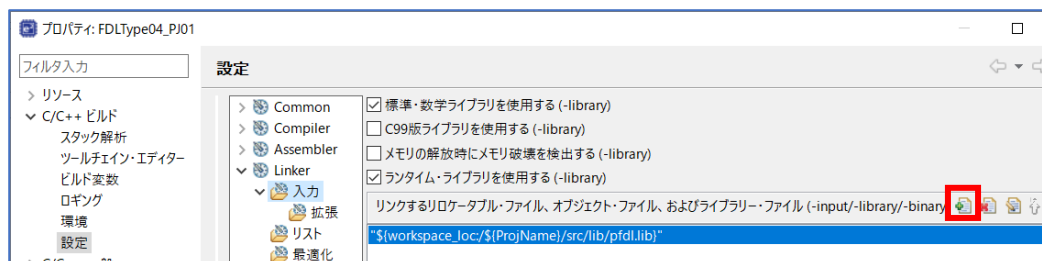 プロパティ: FDLType04_PJ01
フィルタ入力
設定
リソース
C/C++ ビルド
スタック解析
ツールチェイン・エディター
ビルド変数
ロギング
環境
設定
Common
Compiler
Assembler
Linker
入力
拡張
リスト
最適化
標準・数学ライブラリを使用する (-library)
C99版ライブラリを使用する (-library)
メモリの解放時にメモリ破壊を検出する (-library)
ランタイム・ライブラリを使用する (-library)
リンクするリロケータブル・ファイル、オブジェクト・ファイル、およびライブラリー・ファイル (-input/-library/-binary
"${workspace_loc:/${ProjName}/src/lib/pfdl.lib}"